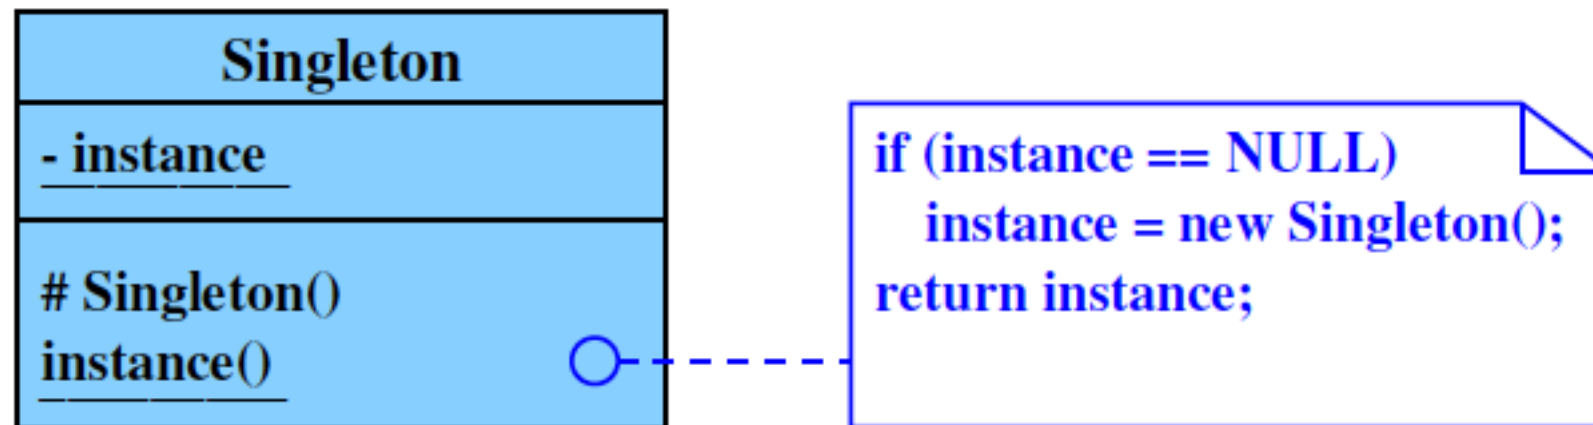 Singleton
- instance
# Singleton()
instance()
if (instance == NULL)
instance = new Singleton();
return instance;